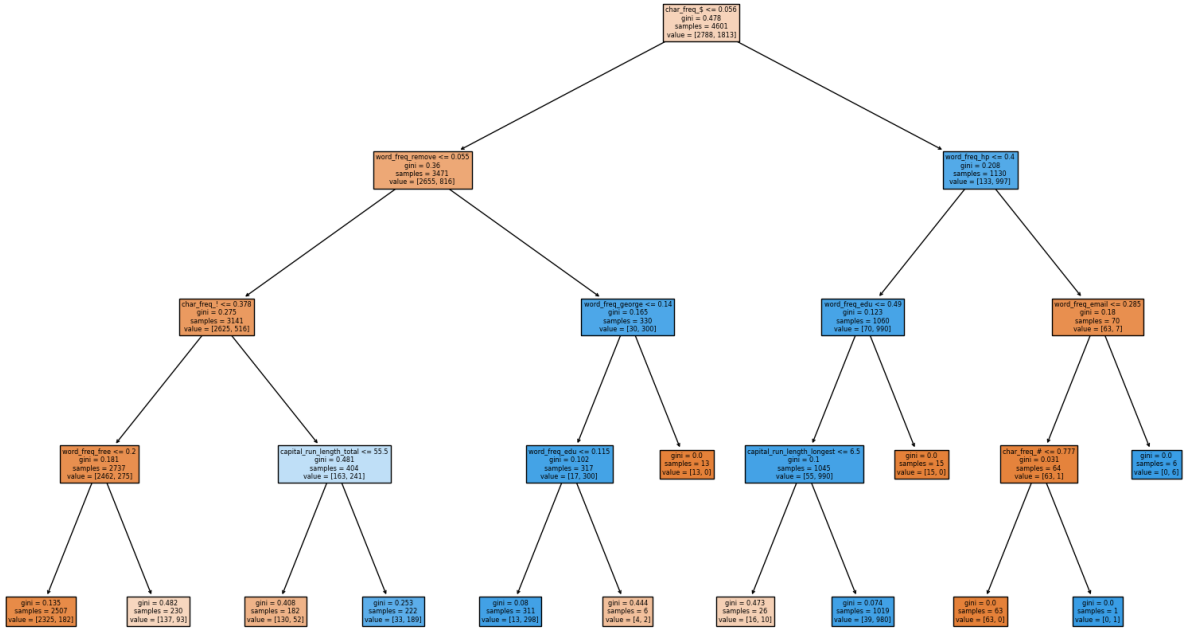 char_freq_$ <= 0.056
gini = 0.478
samples = 4601
value = [2788, 1813]
word_freq_remove <= 0.055
gini = 0.36
samples = 3471
value = [2655, 816]
word_freq_hp <= 0.4
gini = 0.208
samples = 1130
value = [133, 997]
char_freq_! <= 0.378
gini = 0.275
samples = 3141
value = [2625, 516]
word_freq_george <= 0.14
gini = 0.165
samples = 330
value = [30, 300]
word_freq_edu <= 0.49
gini = 0.123
samples = 1060
value = [70, 990]
word_freq_email <= 0.285
gini = 0.18
samples = 70
value = [63, 7]
word_freq_free <= 0.2
gini = 0.181
samples = 2737
value = [2462, 275]
capital_run_length_total <= 55.5
gini = 0.481
samples = 404
value = [163, 241]
word_freq_edu <= 0.115
gini = 0.102
samples = 317
value = [17, 300]
gini = 0.0
samples = 13
value = [13, 0]
capital_run_length_longest <= 6.5
gini = 0.1
samples = 1045
value = [55, 990]
gini = 0.0
samples = 15
value = [15, 0]
char_freq_# <= 0.777
gini = 0.031
samples = 64
value = [63, 1]
gini = 0.0
samples = 6
value = [0, 6]
gini = 0.135
samples = 2507
value = [2325, 182]
gini = 0.482
samples = 230
value = [137, 93]
gini = 0.408
samples = 182
value = [130, 52]
gini = 0.253
samples = 222
value = [33, 189]
gini = 0.08
samples = 311
value = [13, 298]
gini = 0.444
samples = 6
value = [4, 2]
gini = 0.473
samples = 26
value = [16, 10]
gini = 0.074
samples = 1019
value = [39, 980]
gini = 0.0
samples = 63
value = [63, 0]
gini = 0.0
samples = 1
value = [0, 1]